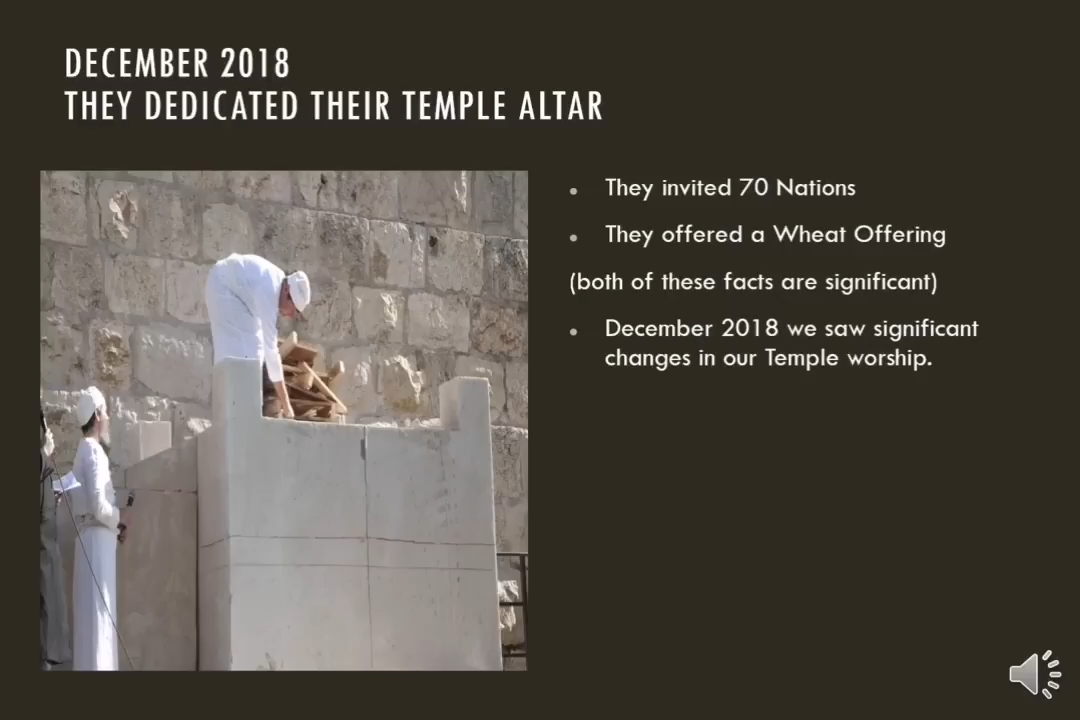 DECEMBER 2018
THEY DEDICATED THEIR TEMPLE ALTAR
They invited 70 Nations
They offered a Wheat Offering
(both of these facts are significant)
December 2018 we saw significant
changes in our Temple worship.